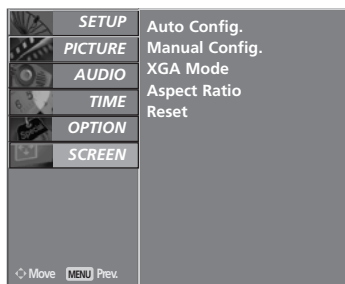 SETUP
PICTURE
AUDIO
TIME
OPTION
SCREEN
Move MENU Prev.
Auto Config.
Manual Config.
XGA Mode
Aspect Ratio
Reset